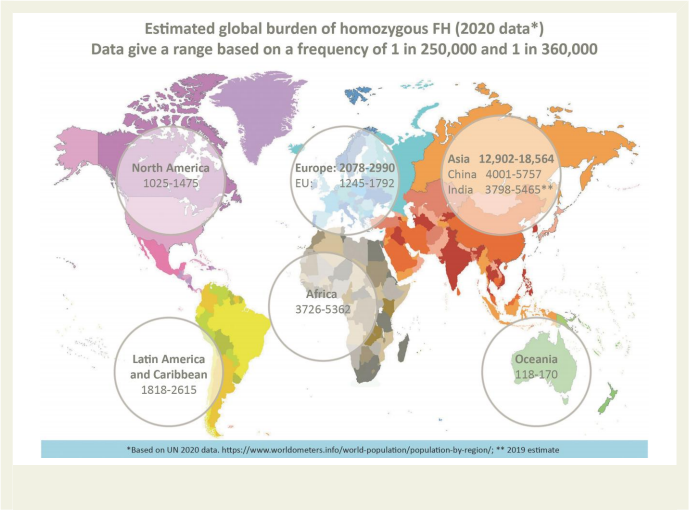 Estimated global burden of homozygous FH (2020 data*)
Data give a range based on a frequency of 1 in 250,000 and 1 in 360,000
North America
1025-1475
Europe: 2078-2990
EU: 1245-1792
Asia 12,902-18,564
China 4001-5757
India 3798-5465**
Africa
3726-5362
Latin America
and Caribbean
1818-2615
Oceania
118-170
*Based on UN 2020 data. https://www.worldometers.info/world-population/population-by-region/; ** 2019 estimate